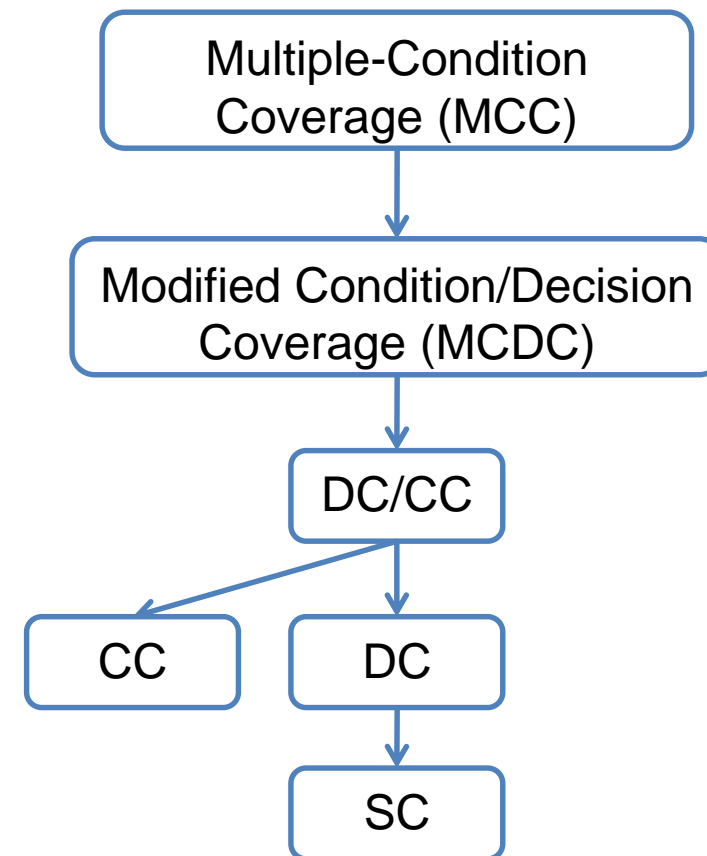 Multiple-Condition
Coverage (MCC)
Modified Condition/Decision
Coverage (MCDC)
DC/CC
CC
DC
SC